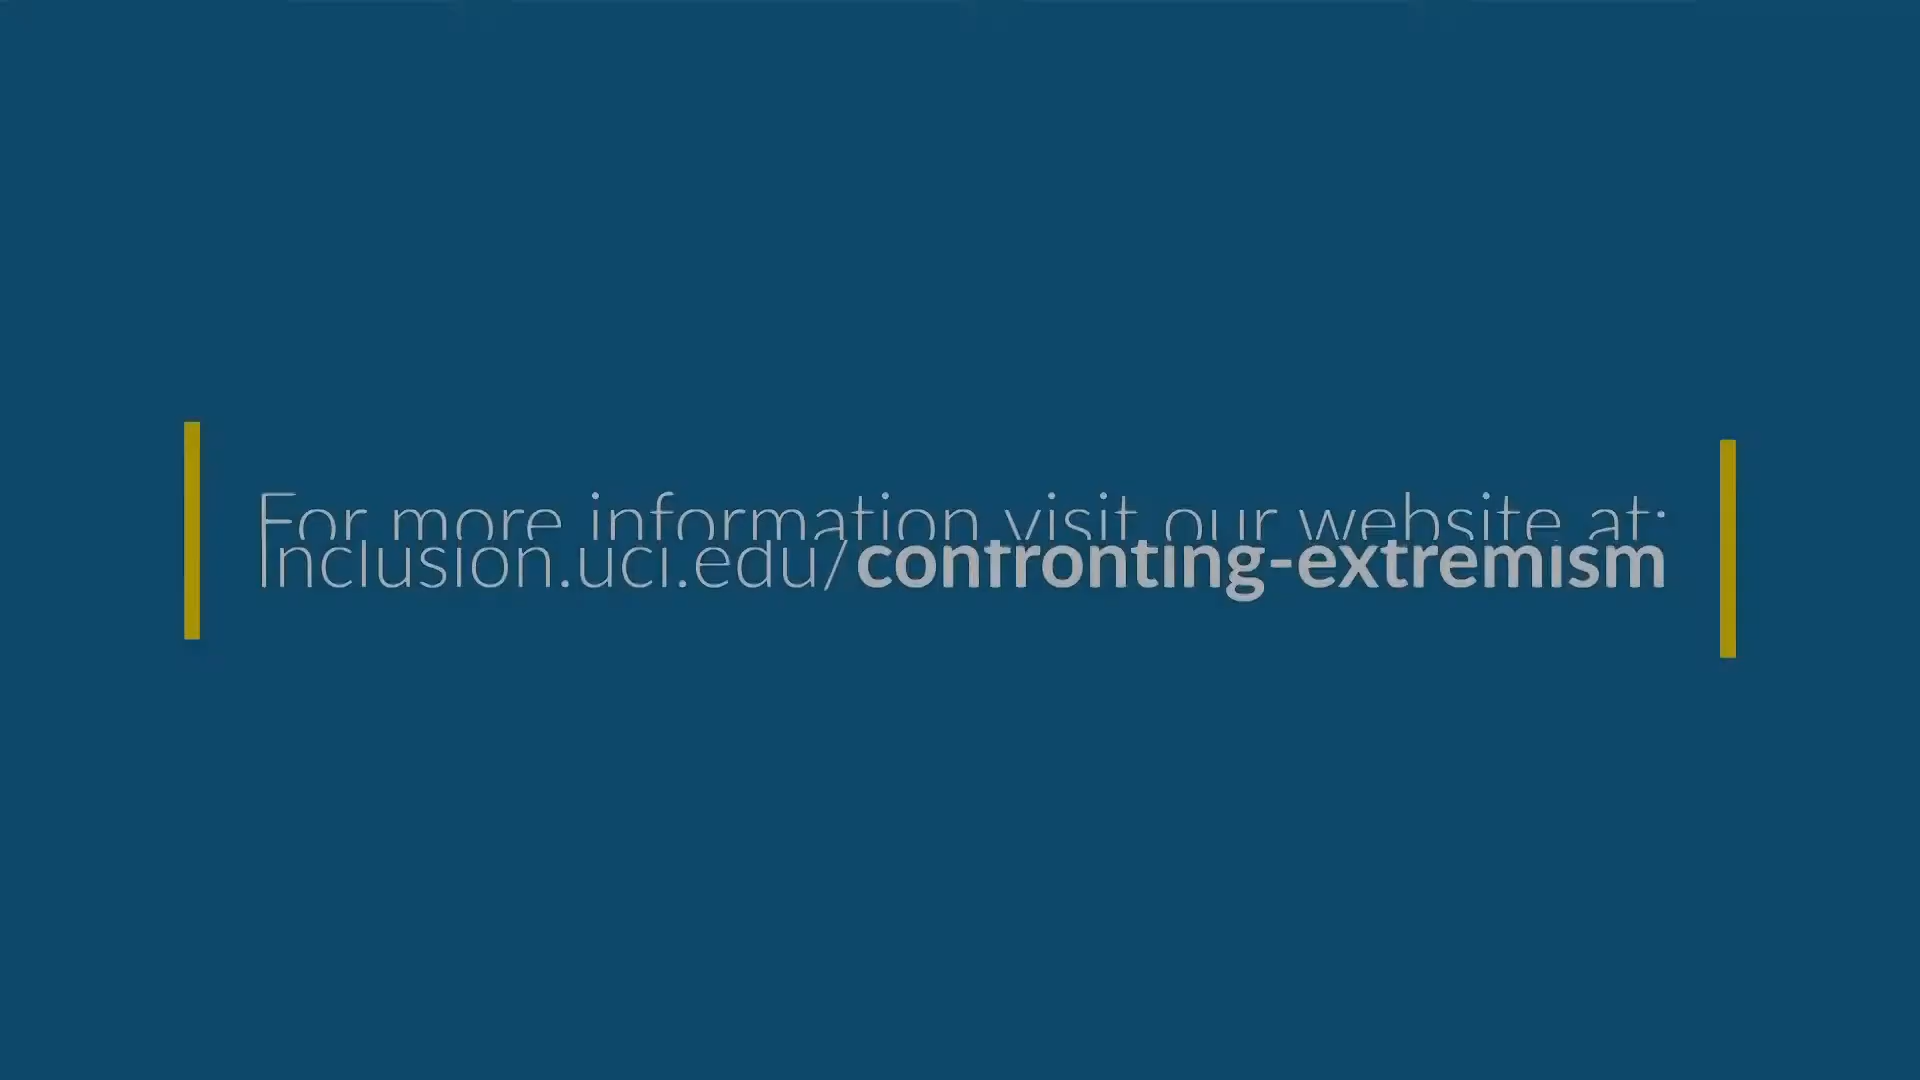 For more information visit our website at:
Inclusion.uci.edu/confronting-extremism